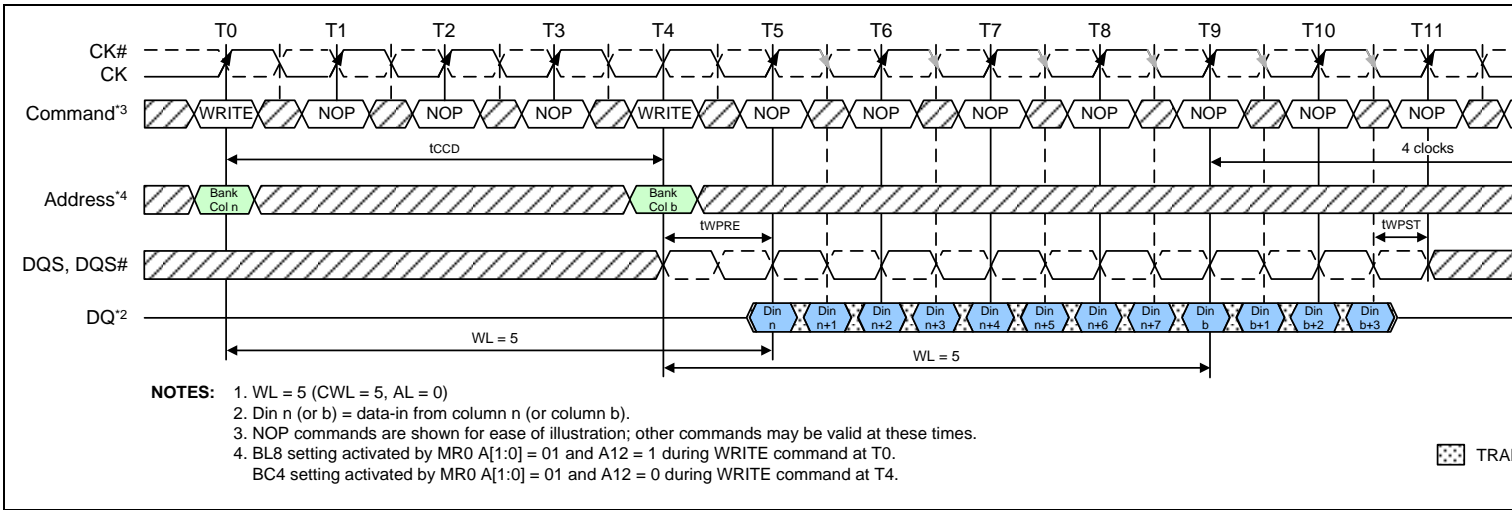 T0 T1 T2 T3 T4 T5 T6 T7 T8 T9 T10 T11
CK#
CK
Command*3 WRITE NOP NOP NOP WRITE NOP NOP NOP NOP NOP NOP NOP
tCCD 4 clocks
Address*4 Bank Col n Bank Col b
tWPRE tWPST
DQS, DQS#
DQ*2 Din n Din n+1 Din n+2 Din n+3 Din n+4 Din n+5 Din n+6 Din n+7 Din b Din b+1 Din b+2 Din b+3
WL = 5
WL = 5
NOTES: 1. WL = 5 (CWL = 5, AL = 0)
2. Din n (or b) = data-in from column n (or column b).
3. NOP commands are shown for ease of illustration; other commands may be valid at these times.
4. BL8 setting activated by MR0 A[1:0] = 01 and A12 = 1 during WRITE command at T0.
BC4 setting activated by MR0 A[1:0] = 01 and A12 = 0 during WRITE command at T4.